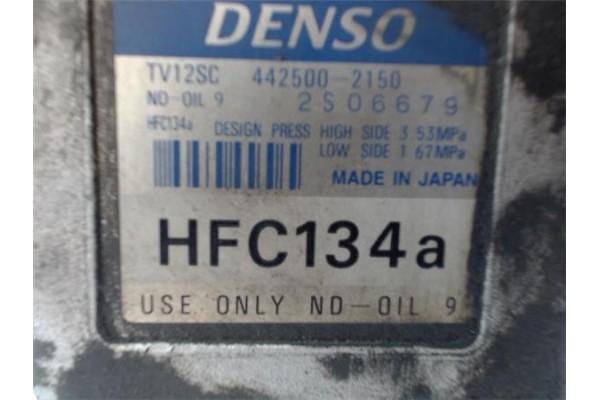 DENSO
TV12SC 442500-2150
ND-OIL 9 2S06679
HFC134a DESIGN PRESS HIGH SIDE 3.53MPa
LOW SIDE 1.67MPa
MADE IN JAPAN
HFC134a
USE ONLY ND-OIL 9